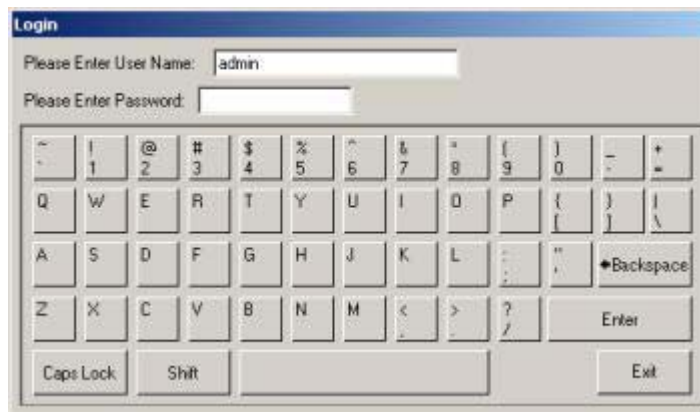 Login
Please Enter User Name: admin
Please Enter Password:
~ ! @ # $ % ^ & * ( ) _ +
` 1 2 3 4 5 6 7 8 9 0 - =
Q W E R T Y U I O P { } |
[ ] \
A S D F G H J K L : " ←Backspace
; '
Z X C V B N M < > ? Enter
, . /
Caps Lock Shift Exit